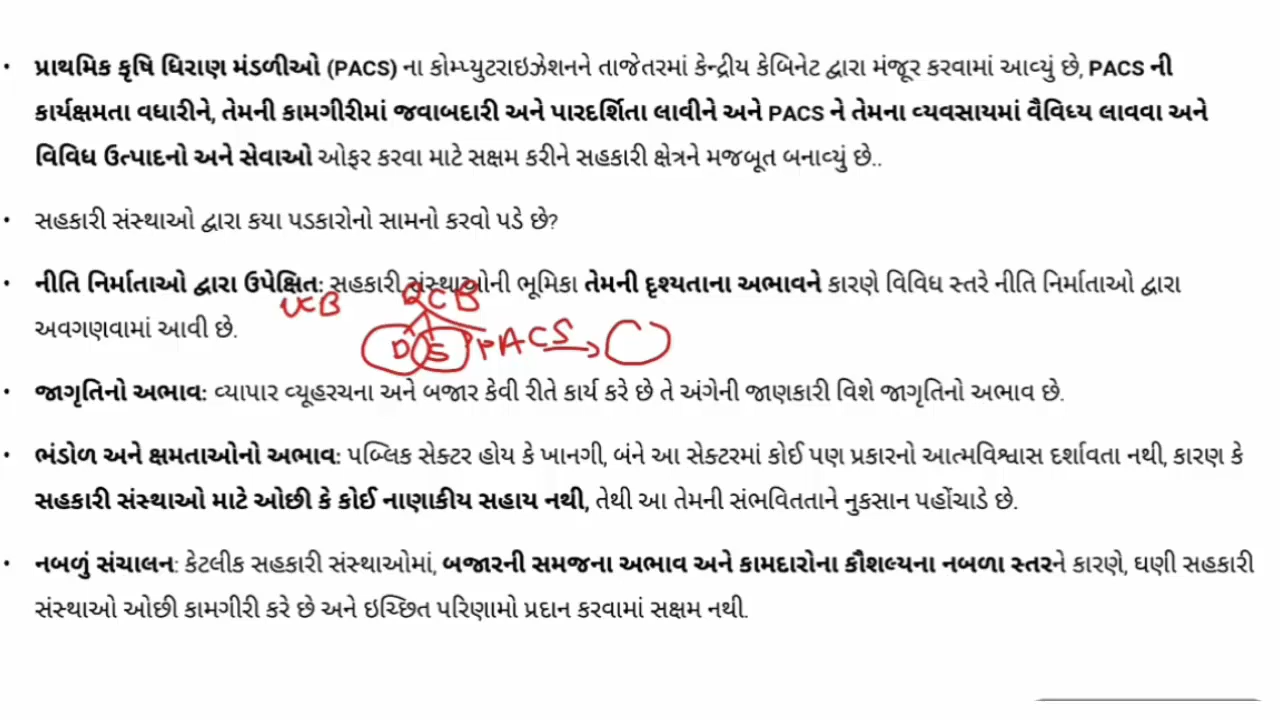 • પ્રાથમિક કૃષિ ધિરાણ મંડળીઓ (PACS) ના કોમ્પ્યુટરાઇઝેશનને તાજેતરમાં કેન્દ્રીય કેબિનેટ દ્વારા મંજૂર કરવામાં આવ્યું છે, PACS ની
કાર્યક્ષમતા વધારીને, તેમની કામગીરીમાં જવાબદારી અને પારદર્શિતા લાવીને અને PACS ને તેમના વ્યવસાયમાં વૈવિધ્ય લાવવા અને
વિવિધ ઉત્પાદનો અને સેવાઓ ઓફર કરવા માટે સક્ષમ કરીને સહકારી ક્ષેત્રને મજબૂત બનાવ્યું છે..
• સહકારી સંસ્થાઓ દ્વારા કયા પડકારોનો સામનો કરવો પડે છે?
• નીતિ નિર્માતાઓ દ્વારા ઉપેક્ષિત: સહકારી સંસ્થાઓની ભૂમિકા તેમની દૃશ્યતાના અભાવને કારણે વિવિધ સ્તરે નીતિ નિર્માતાઓ દ્વારા
UCB RCB
અવગણવામાં આવી છે.
D S PACS
• જાગૃતિનો અભાવ: વ્યાપાર વ્યૂહરચના અને બજાર કેવી રીતે કાર્ય કરે છે તે અંગેની જાણકારી વિશે જાગૃતિનો અભાવ છે.
• ભંડોળ અને ક્ષમતાઓનો અભાવ: પબ્લિક સેક્ટર હોય કે ખાનગી, બંને આ સેક્ટરમાં કોઈ પણ પ્રકારનો આત્મવિશ્વાસ દર્શાવતા નથી, કારણ કે
સહકારી સંસ્થાઓ માટે ઓછી કે કોઈ નાણાકીય સહાય નથી, તેથી આ તેમની સંભવિતતાને નુકસાન પહોંચાડે છે.
• નબળું સંચાલન: કેટલીક સહકારી સંસ્થાઓમાં, બજારની સમજના અભાવ અને કામદારોના કૌશલ્યના નબળા સ્તરને કારણે, ઘણી સહકારી
સંસ્થાઓ ઓછી કામગીરી કરે છે અને ઇચ્છિત પરિણામો પ્રદાન કરવામાં સક્ષમ નથી.